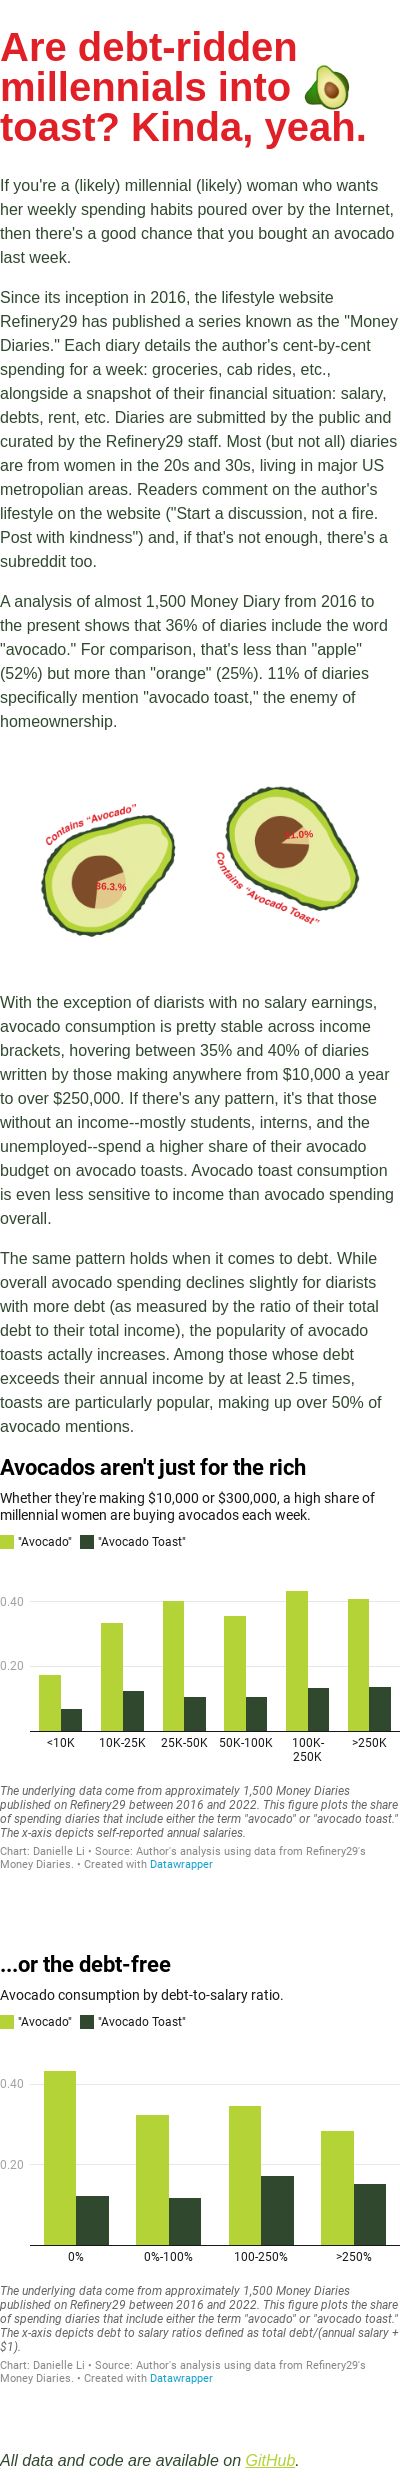 Are debt-ridden
millennials into
toast? Kinda, yeah.
If you're a (likely) millennial (likely) woman who wants
her weekly spending habits poured over by the Internet,
then there's a good chance that you bought an avocado
last week.
Since its inception in 2016, the lifestyle website
Refinery29 has published a series known as the "Money
Diaries." Each diary details the author's cent-by-cent
spending for a week: groceries, cab rides, etc.,
alongside a snapshot of their financial situation: salary,
debts, rent, etc. Diaries are submitted by the public and
curated by the Refinery29 staff. Most (but not all) diaries
are from women in the 20s and 30s, living in major US
metropolian areas. Readers comment on the author's
lifestyle on the website ("Start a discussion, not a fire.
Post with kindness") and, if that's not enough, there's a
subreddit too.
A analysis of almost 1,500 Money Diary from 2016 to
the present shows that 36% of diaries include the word
"avocado." For comparison, that's less than "apple"
(52%) but more than "orange" (25%). 11% of diaries
specifically mention "avocado toast," the enemy of
homeownership.
Contains "Avocado"
36.3.%
11.0%
Contains "Avocado Toast"
With the exception of diarists with no salary earnings,
avocado consumption is pretty stable across income
brackets, hovering between 35% and 40% of diaries
written by those making anywhere from $10,000 a year
to over $250,000. If there's any pattern, it's that those
without an income--mostly students, interns, and the
unemployed--spend a higher share of their avocado
budget on avocado toasts. Avocado toast consumption
is even less sensitive to income than avocado spending
overall.
The same pattern holds when it comes to debt. While
overall avocado spending declines slightly for diarists
with more debt (as measured by the ratio of their total
debt to their total income), the popularity of avocado
toasts actally increases. Among those whose debt
exceeds their annual income by at least 2.5 times,
toasts are particularly popular, making up over 50% of
avocado mentions.
Avocados aren't just for the rich
Whether they're making $10,000 or $300,000, a high share of
millennial women are buying avocados each week.
"Avocado" "Avocado Toast"
0.40
0.20
<10K 10K-25K 25K-50K 50K-100K 100K- >250K
250K
The underlying data come from approximately 1,500 Money Diaries
published on Refinery29 between 2016 and 2022. This figure plots the share
of spending diaries that include either the term "avocado" or "avocado toast."
The x-axis depicts self-reported annual salaries.
Chart: Danielle Li • Source: Author's analysis using data from Refinery29's
Money Diaries. • Created with Datawrapper
...or the debt-free
Avocado consumption by debt-to-salary ratio.
"Avocado" "Avocado Toast"
0.40
0.20
0% 0%-100% 100-250% >250%
The underlying data come from approximately 1,500 Money Diaries
published on Refinery29 between 2016 and 2022. This figure plots the share
of spending diaries that include either the term "avocado" or "avocado toast."
The x-axis depicts debt to salary ratios defined as total debt/(annual salary +
$1).
Chart: Danielle Li • Source: Author's analysis using data from Refinery29's
Money Diaries. • Created with Datawrapper
All data and code are available on GitHub.